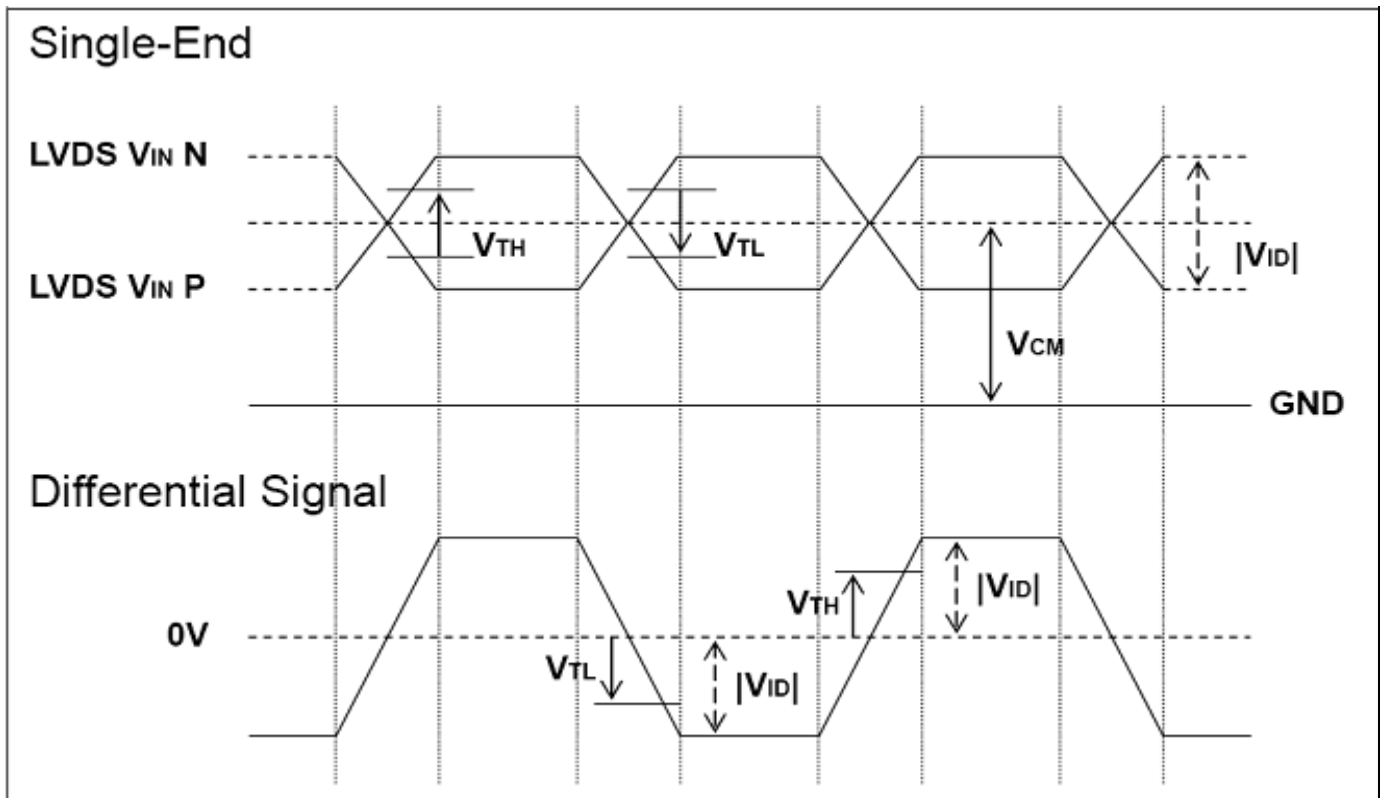 Single-End
LVDS VIN N
VTH
VTL
|VID|
LVDS VIN P
VCM
GND
Differential Signal
VTH
|VID|
0V
VTL
|VID|